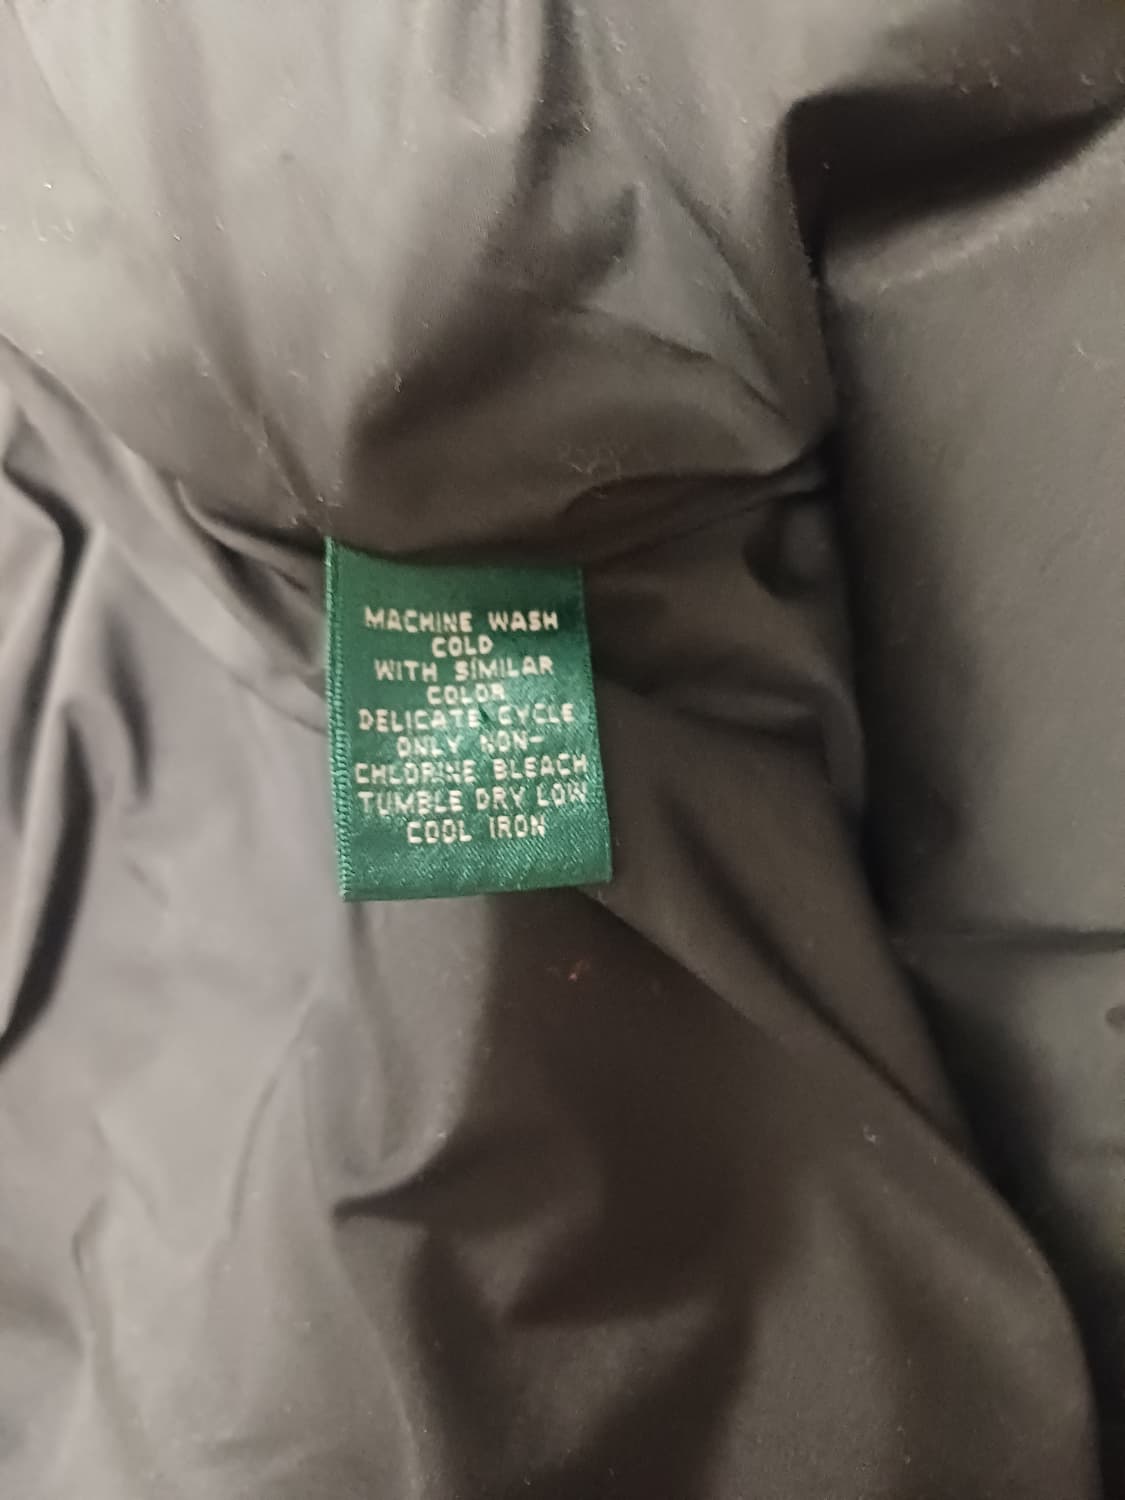 MACHINE WASH
COLD
WITH SIMILAR
COLOR
DELICATE CYCLE
ONLY NON-
CHLORINE BLEACH
TUMBLE DRY LOW
COOL IRON